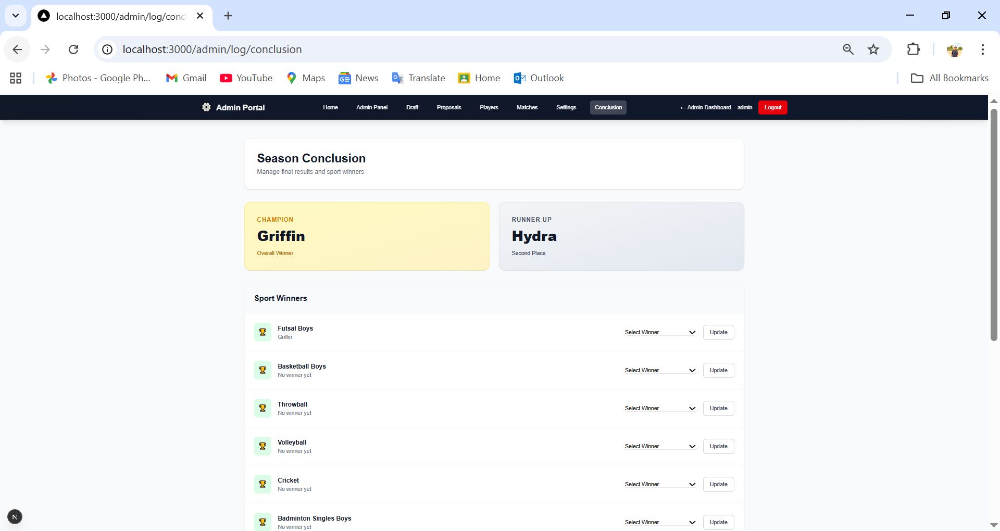 localhost:3000/admin/log/conc
localhost:3000/admin/log/conclusion
Photos - Google Ph...
Gmail
YouTube
Maps
News
Translate
Home
Outlook
All Bookmarks
Admin Portal
Home
Admin Panel
Draft
Proposals
Players
Matches
Settings
Conclusion
← Admin Dashboard
admin
Logout
Season Conclusion
Manage final results and sport winners
CHAMPION
Griffin
Overall Winner
RUNNER UP
Hydra
Second Place
Sport Winners
Futsal Boys
Griffin
Select Winner
Update
Basketball Boys
No winner yet
Select Winner
Update
Throwball
No winner yet
Select Winner
Update
Volleyball
No winner yet
Select Winner
Update
Cricket
No winner yet
Select Winner
Update
Badminton Singles Boys
No winner yet
Select Winner
Update
N